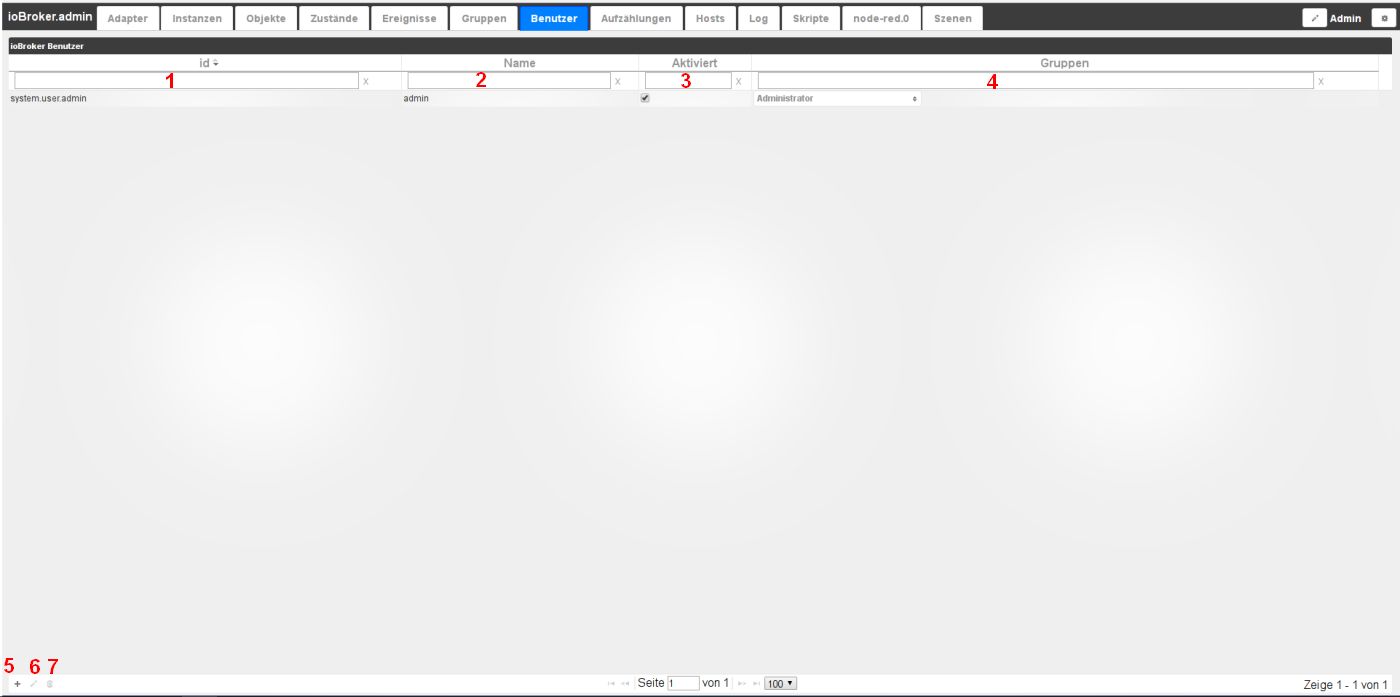 ioBroker.admin Adapter Instanzen Objekte Zustände Ereignisse Gruppen Benutzer Aufzählungen Hosts Log Skripte node-red.0 Szenen Admin
ioBroker Benutzer
id Name Aktiviert Gruppen
1 x 2 x 3 x 4 x
system.user.admin admin Administrator
5 6 7
+ Seite 1 von 1 100 Zeige 1 - 1 von 1